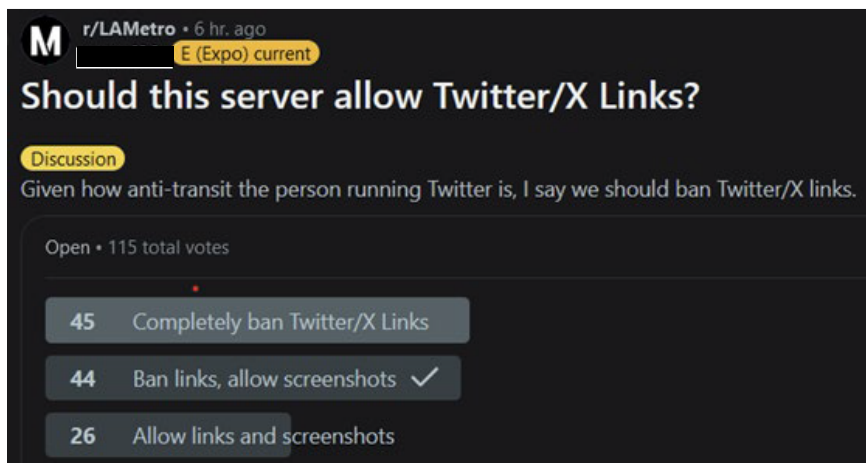 M r/LAMetro • 6 hr. ago
E (Expo) current
Should this server allow Twitter/X Links?
Discussion
Given how anti-transit the person running Twitter is, I say we should ban Twitter/X links.
Open • 115 total votes
45 Completely ban Twitter/X Links
44 Ban links, allow screenshots
26 Allow links and screenshots